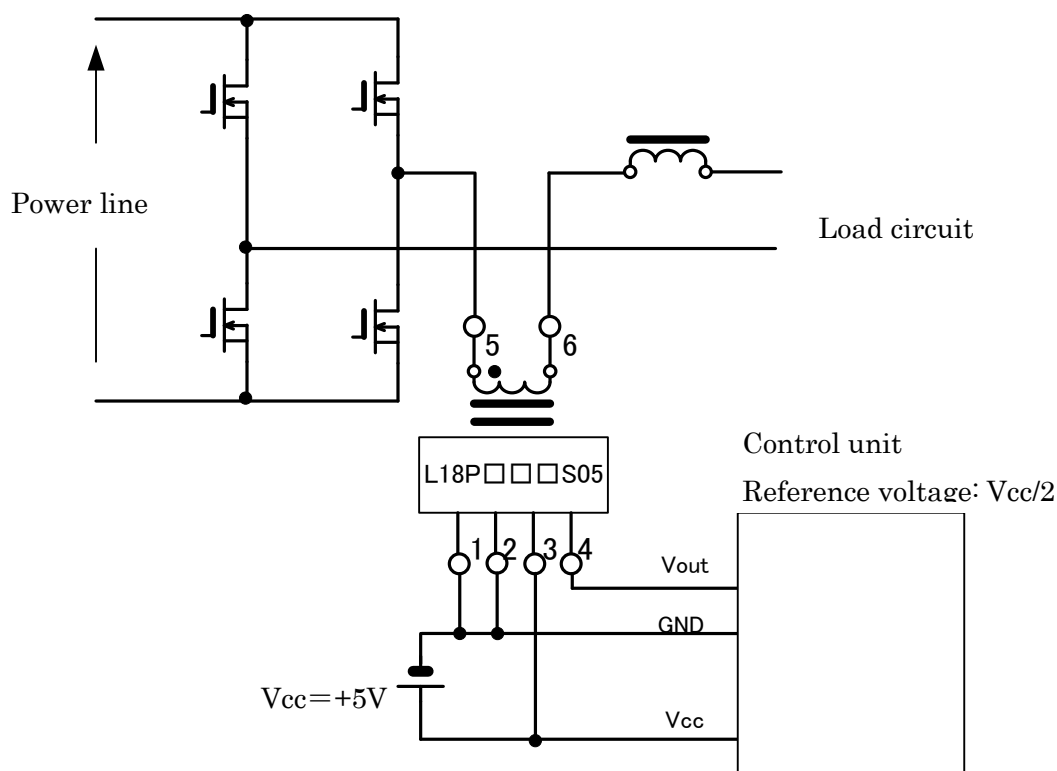 Power line
Load circuit
5 6
Control unit
Reference voltage: Vcc/2
L18P□□□S05
1 2 3 4
Vout
GND
Vcc=+5V
Vcc